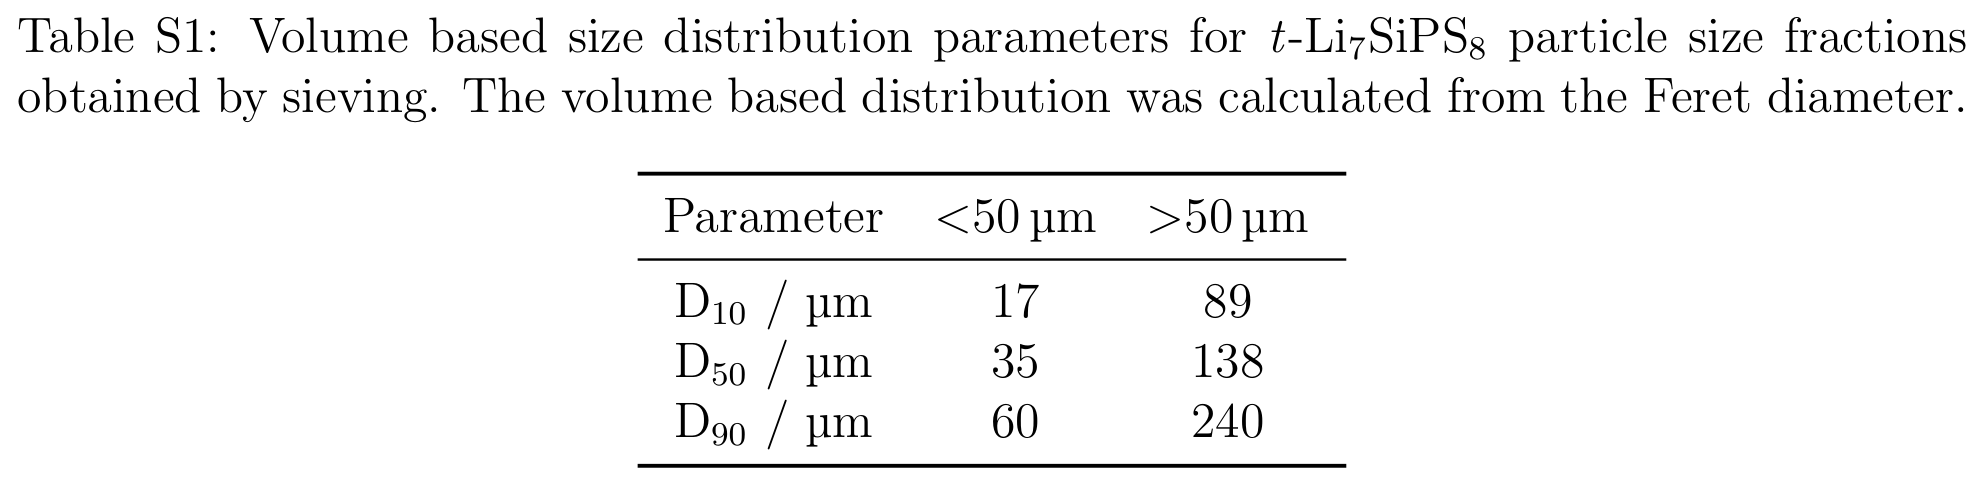 Table S1: Volume based size distribution parameters for t-Li₇SiPS₈ particle size fractions
obtained by sieving. The volume based distribution was calculated from the Feret diameter.
Parameter <50 µm >50 µm
D₁₀ / µm 17 89
D₅₀ / µm 35 138
D₉₀ / µm 60 240